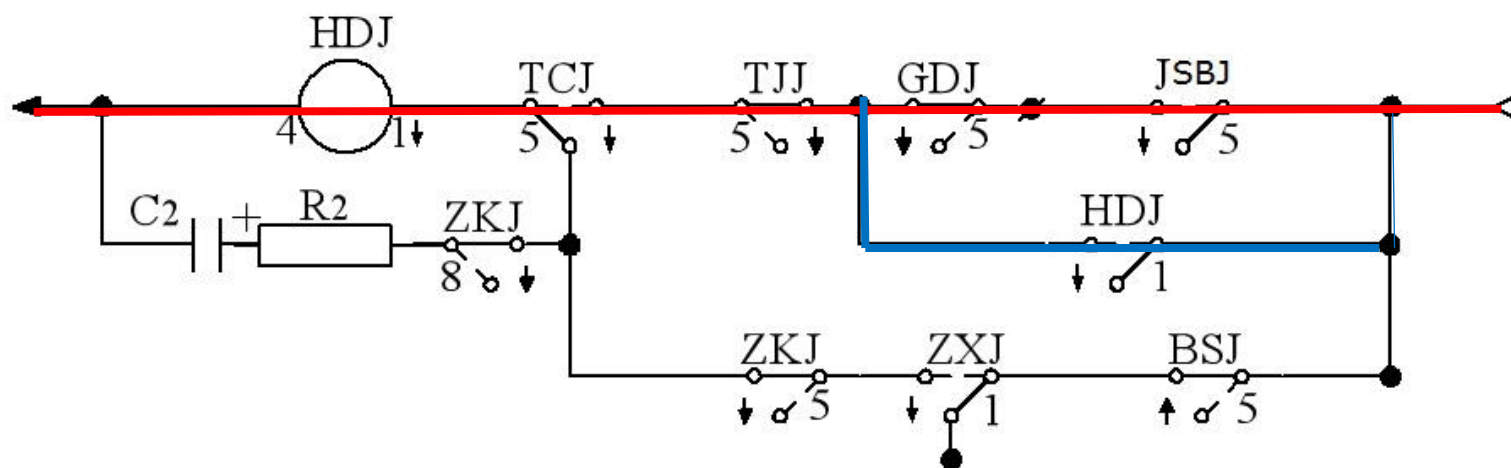 HDJ
TCJ TJJ GDJ JSBJ
4 1 5 5 5 5
C2 + R2 ZKJ HDJ
8 1
ZKJ ZXJ BSJ
5 1 5